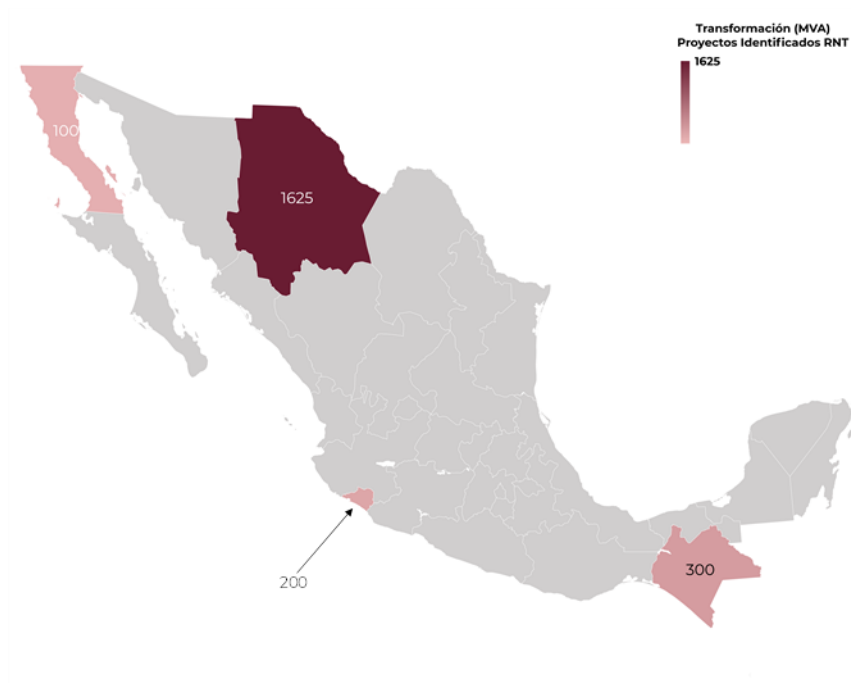 Transformación (MVA)
Proyectos Identificados RNT
1625
100
1625
300
200